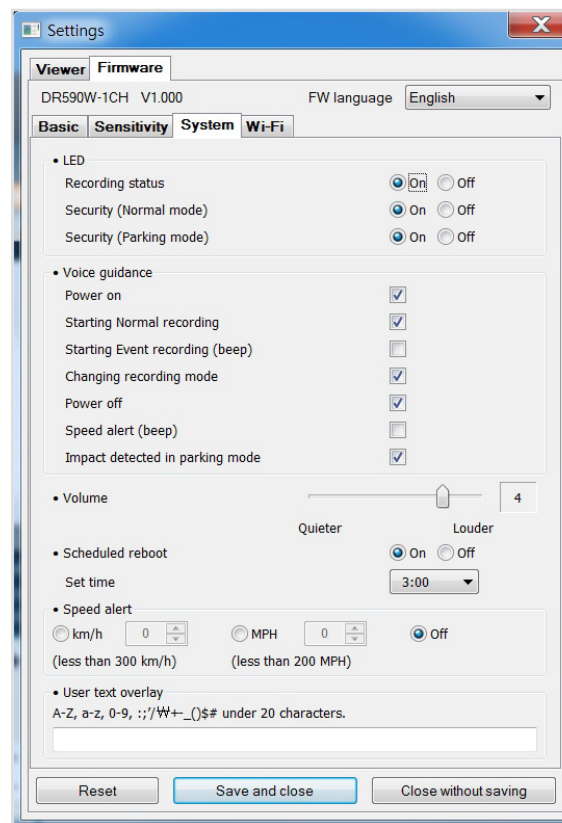 Settings
Viewer Firmware
DR590W-1CH V1.000 FW language English
Basic Sensitivity System Wi-Fi
• LED
Recording status On Off
Security (Normal mode) On Off
Security (Parking mode) On Off
• Voice guidance
Power on
Starting Normal recording
Starting Event recording (beep)
Changing recording mode
Power off
Speed alert (beep)
Impact detected in parking mode
• Volume 4
Quieter Louder
• Scheduled reboot On Off
Set time 3:00
• Speed alert
km/h 0 MPH 0 Off
(less than 300 km/h) (less than 200 MPH)
• User text overlay
A-Z, a-z, 0-9, :;'/₩+-_()$# under 20 characters.
Reset Save and close Close without saving